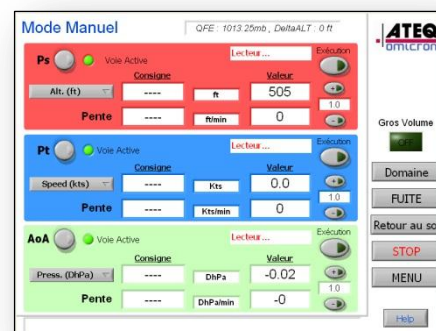 Mode Manuel
QFE : 1013.25mb , DeltaALT : 0 ft
ATEQ
omicron
Ps Voie Active Lecteur... Exécution
Consigne Valeur
Alt. (ft) ---- ft 505
1.0
Pente ---- ft/min 0
Pt Voie Active Lecteur... Exécution
Consigne Valeur
Speed (kts) ---- Kts 0.0
1.0
Pente ---- Kts/min 0
AoA Voie Active Lecteur... Exécution
Consigne Valeur
Press. (DhPa) ---- DhPa -0.02
1.0
Pente ---- DhPa/min -0
Gros Volume
OFF
Domaine
FUITE
Retour au so
STOP
MENU
Help